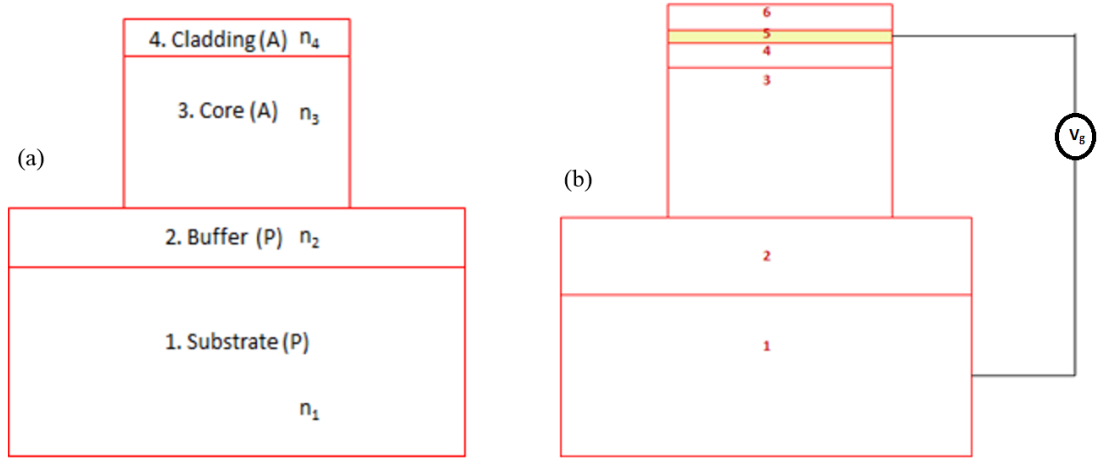 4. Cladding (A) n4
3. Core (A) n3
(a)
2. Buffer (P) n2
1. Substrate (P)
n1
6
5
4
3
Vg
(b)
2
1